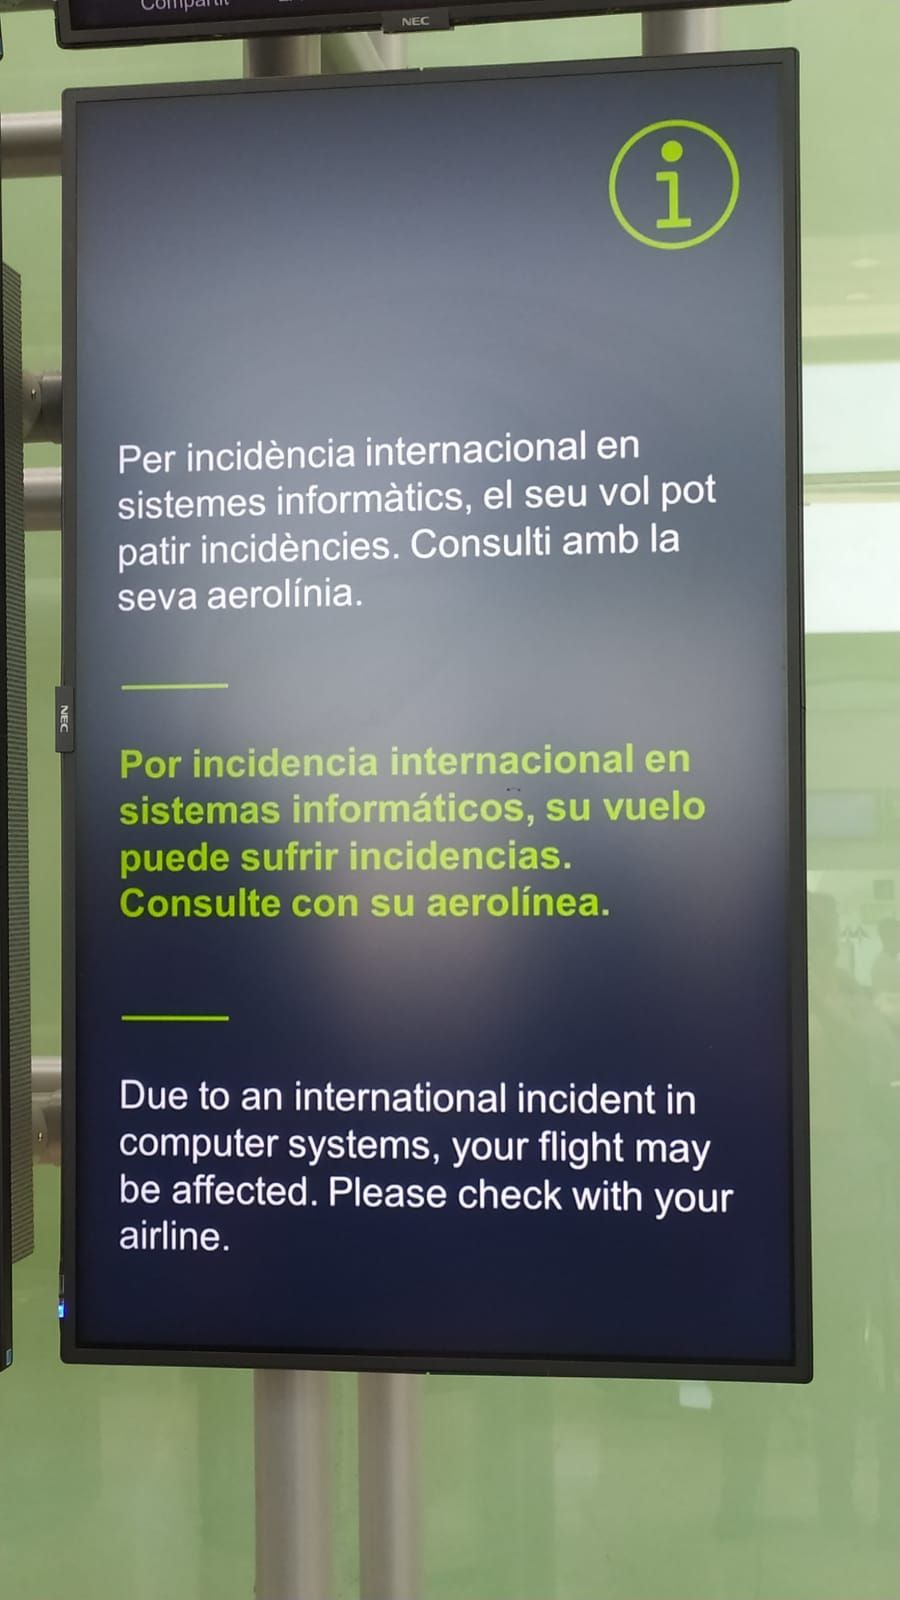 Compartit
NEC
i
Per incidència internacional en
sistemes informàtics, el seu vol pot
patir incidències. Consulti amb la
seva aerolínia.
NEC
Por incidencia internacional en
sistemas informáticos, su vuelo
puede sufrir incidencias.
Consulte con su aerolínea.
Due to an international incident in
computer systems, your flight may
be affected. Please check with your
airline.